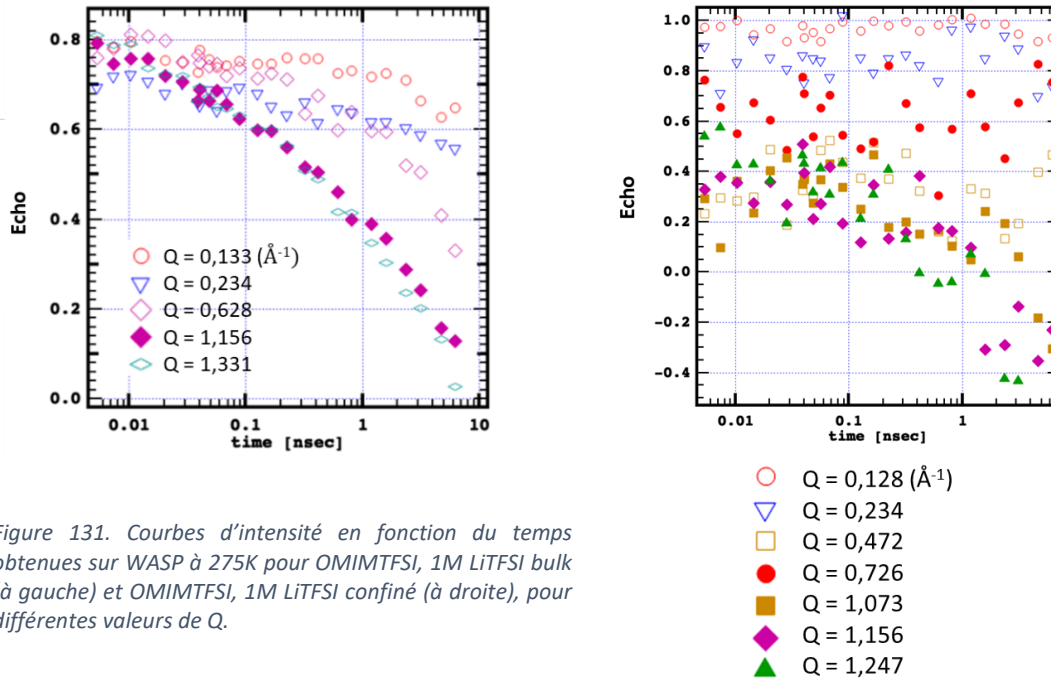 0.8
0.6
0.4
0.2
0.0
Echo
Q = 0,133 (Å⁻¹)
Q = 0,234
Q = 0,628
Q = 1,156
Q = 1,331
0.01
0.1
1
10
time [nsec]
1.0
0.8
0.6
0.4
0.2
0.0
-0.2
-0.4
Echo
0.01
0.1
1
time [nsec]
Q = 0,128 (Å⁻¹)
Q = 0,234
Q = 0,472
Q = 0,726
Q = 1,073
Q = 1,156
Q = 1,247
Figure 131. Courbes d'intensité en fonction du temps
obtenues sur WASP à 275K pour OMIMTFSI, 1M LiTFSI bulk
(à gauche) et OMIMTFSI, 1M LiTFSI confiné (à droite), pour
différentes valeurs de Q.